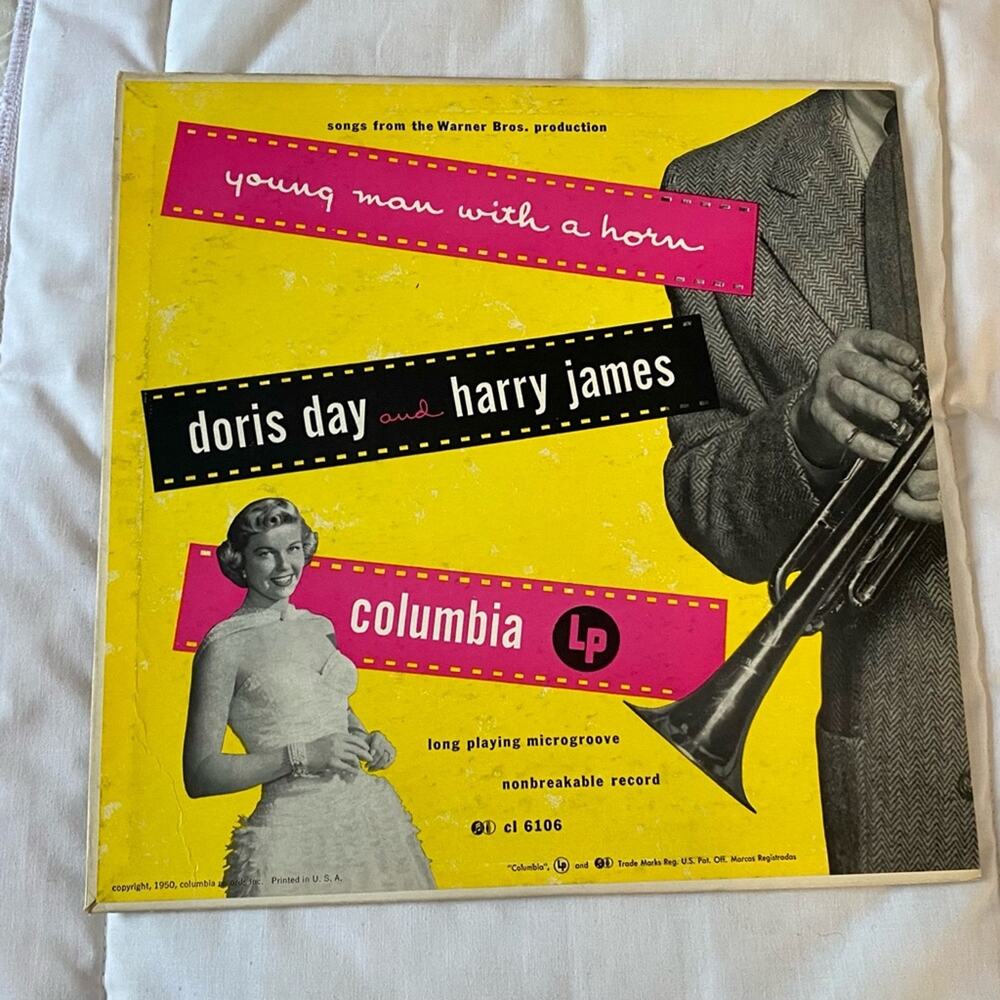 songs from the Warner Bros. production
young man with a horn
doris day and harry james
columbia Lp
long playing microgroove
nonbreakable record
cl 6106
"Columbia", Lp and Trade Marks Reg. U.S. Pat. Off. Marcas Registradas
copyright, 1950, columbia records inc. Printed in U. S. A.